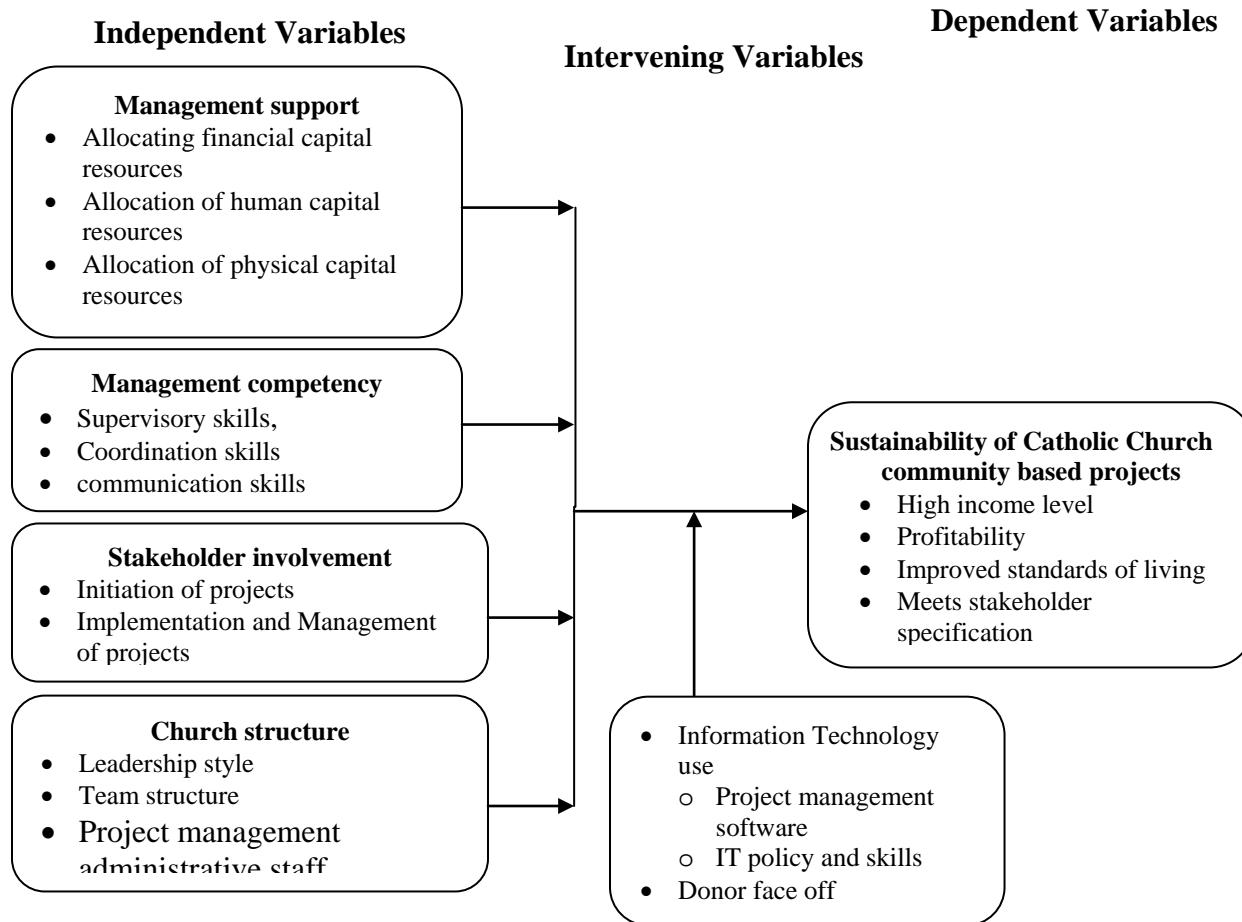 Independent Variables
Intervening Variables
Dependent Variables
Management support
• Allocating financial capital
resources
• Allocation of human capital
resources
• Allocation of physical capital
resources
Management competency
• Supervisory skills,
• Coordination skills
• communication skills
Stakeholder involvement
• Initiation of projects
• Implementation and Management
of projects
Church structure
• Leadership style
• Team structure
• Project management
administrative staff
• Information Technology
use
o Project management
software
o IT policy and skills
• Donor face off
Sustainability of Catholic Church
community based projects
• High income level
• Profitability
• Improved standards of living
• Meets stakeholder
specification